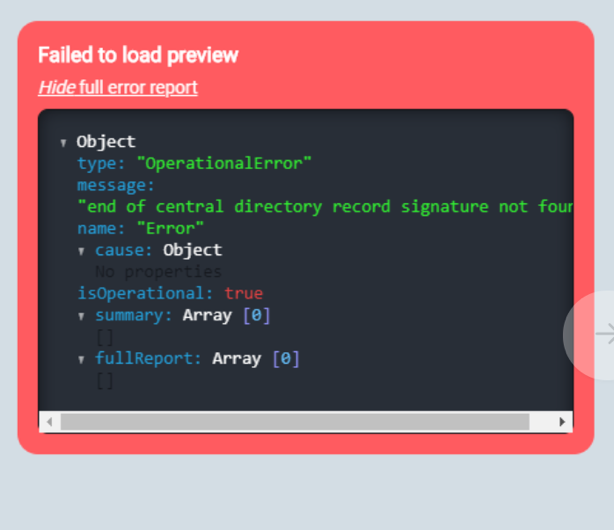 Failed to load preview
Hide full error report
▾ Object
type: "OperationalError"
message:
"end of central directory record signature not four
name: "Error"
▾ cause: Object
No properties
isOperational: true
▾ summary: Array [0]
[]
▾ fullReport: Array [0]
[]